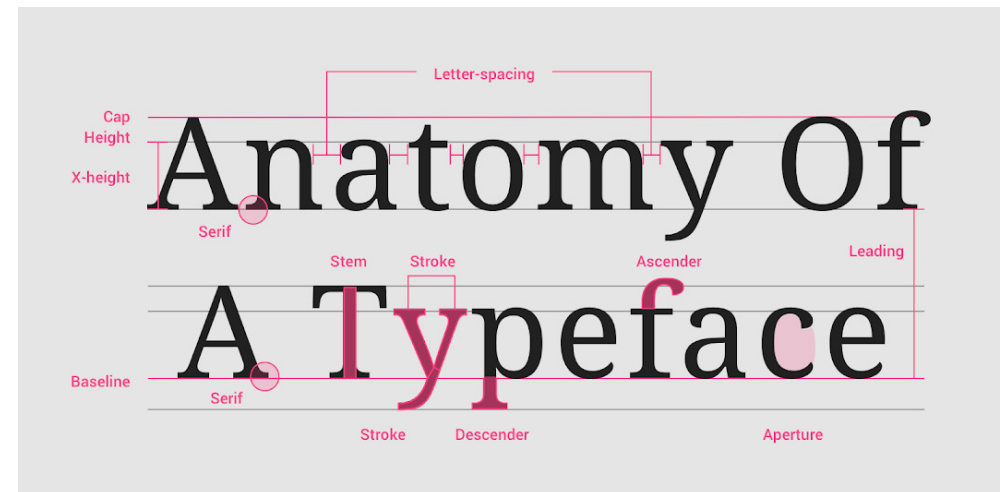 Letter-spacing
Cap
Height
X-height
Anatomy Of
Serif
Leading
Stem
Stroke
Ascender
A Typeface
Baseline
Serif
Stroke
Descender
Aperture